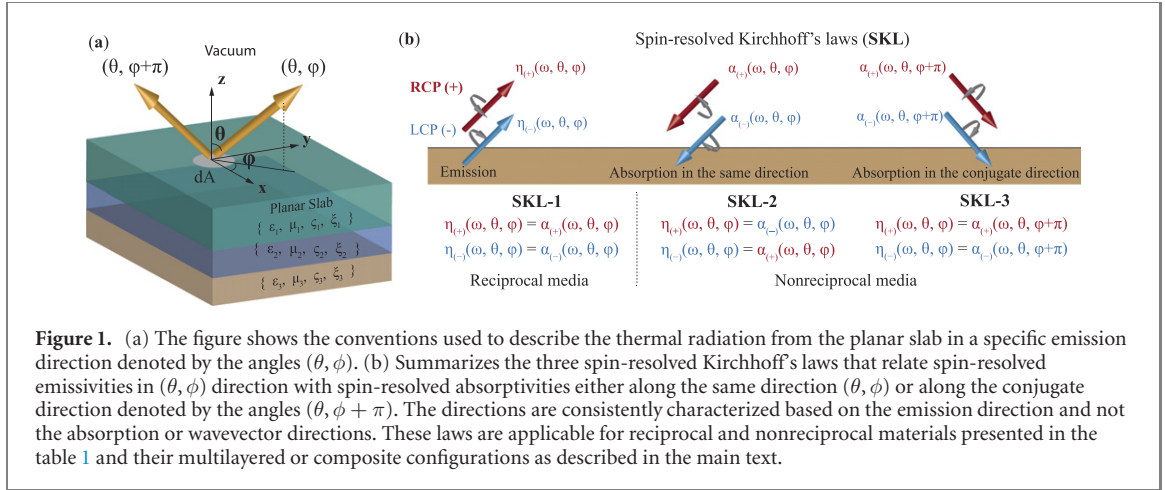 (a)
Vacuum
(θ, φ+π)
(θ, φ)
z
θ
y
φ
dA
x
Planar Slab
{ ε₁, μ₁, ς₁, ξ₁ }
{ ε₂, μ₂, ς₂, ξ₂ }
{ ε₃, μ₃, ς₃, ξ₃ }
(b)
Spin-resolved Kirchhoff's laws (SKL)
η₍₊₎(ω, θ, φ)
RCP (+)
LCP (-)
η₍₋₎(ω, θ, φ)
Emission
α₍₊₎(ω, θ, φ)
α₍₋₎(ω, θ, φ)
Absorption in the same direction
α₍₊₎(ω, θ, φ+π)
α₍₋₎(ω, θ, φ+π)
Absorption in the conjugate direction
SKL-1
η₍₊₎(ω, θ, φ) = α₍₊₎(ω, θ, φ)
η₍₋₎(ω, θ, φ) = α₍₋₎(ω, θ, φ)
Reciprocal media
SKL-2
η₍₊₎(ω, θ, φ) = α₍₋₎(ω, θ, φ)
η₍₋₎(ω, θ, φ) = α₍₊₎(ω, θ, φ)
SKL-3
η₍₊₎(ω, θ, φ) = α₍₊₎(ω, θ, φ+π)
η₍₋₎(ω, θ, φ) = α₍₋₎(ω, θ, φ+π)
Nonreciprocal media
Figure 1. (a) The figure shows the conventions used to describe the thermal radiation from the planar slab in a specific emission
direction denoted by the angles (θ, ϕ). (b) Summarizes the three spin-resolved Kirchhoff's laws that relate spin-resolved
emissivities in (θ, ϕ) direction with spin-resolved absorptivities either along the same direction (θ, ϕ) or along the conjugate
direction denoted by the angles (θ, ϕ + π). The directions are consistently characterized based on the emission direction and not
the absorption or wavevector directions. These laws are applicable for reciprocal and nonreciprocal materials presented in the
table 1 and their multilayered or composite configurations as described in the main text.